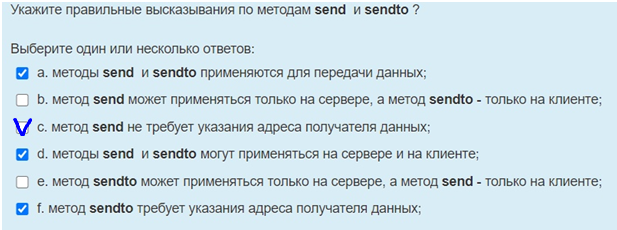 Укажите правильные высказывания по методам send и sendto ?
Выберите один или несколько ответов:
a. методы send и sendto применяются для передачи данных;
b. метод send может применяться только на сервере, а метод sendto - только на клиенте;
c. метод send не требует указания адреса получателя данных;
d. методы send и sendto могут применяться на сервере и на клиенте;
e. метод sendto может применяться только на сервере, а метод send - только на клиенте;
f. метод sendto требует указания адреса получателя данных;